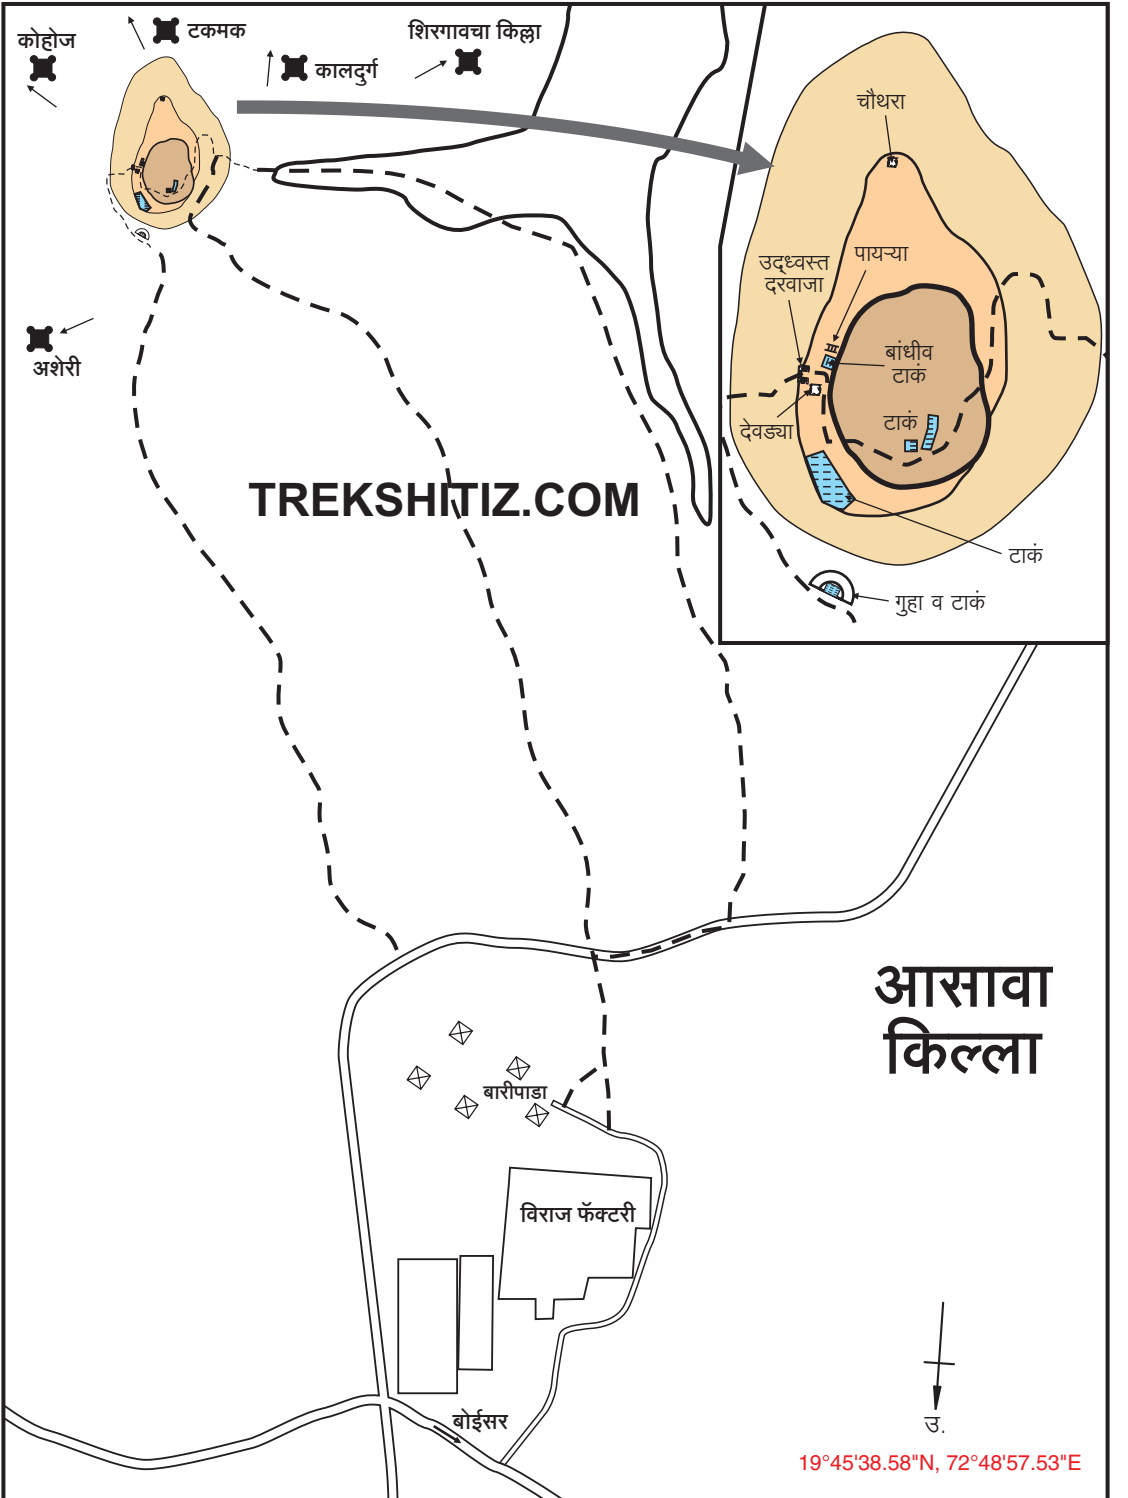 कोहोज
टकमक
कालदुर्ग
शिरगावचा किल्ला
अशेरी
चौथरा
उद्ध्वस्त
दरवाजा
पायऱ्या
बांधीव
टाकं
देवड्या
टाकं
टाकं
गुहा व टाकं
TREKSHITIZ.COM
आसावा
किल्ला
बारीपाडा
विराज फॅक्टरी
बोईसर
उ.
19°45'38.58"N, 72°48'57.53"E